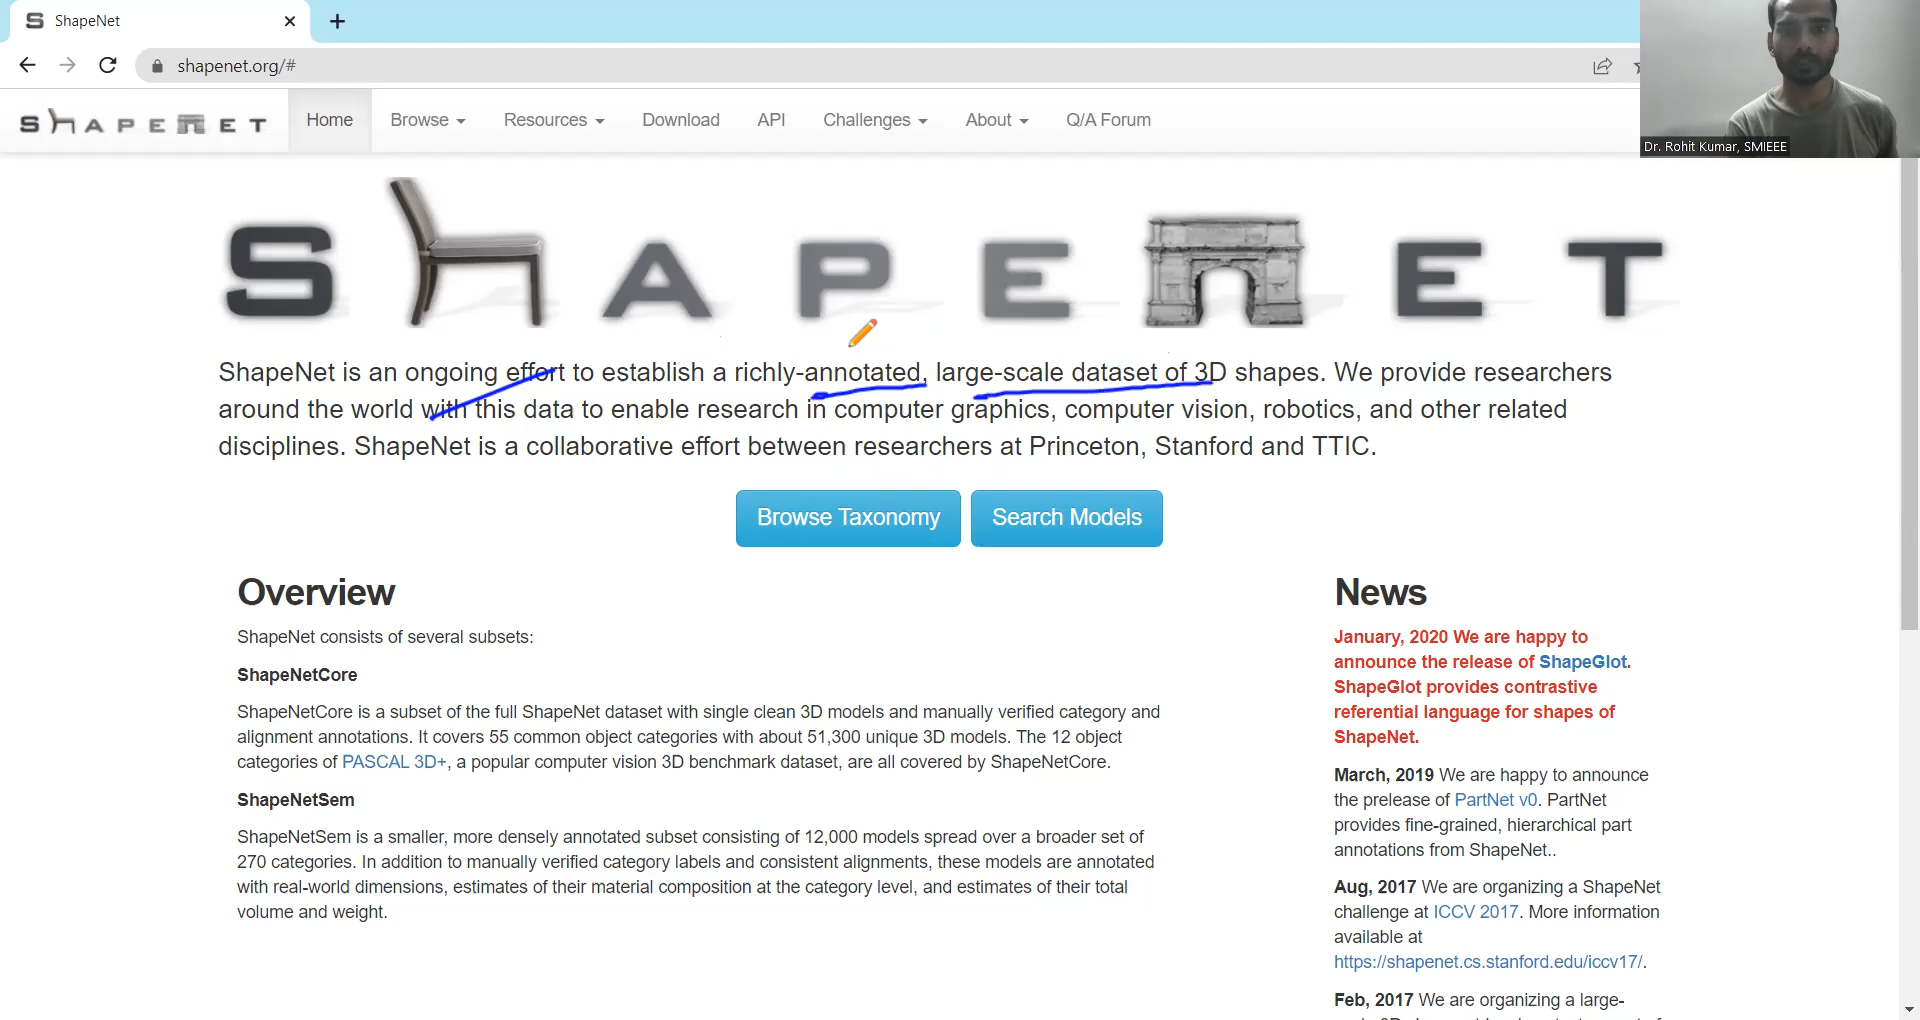 ShapeNet
shapenet.org/#
SHAPENET
Home Browse Resources Download API Challenges About Q/A Forum
Dr. Rohit Kumar, SMIEEE
SHAPENET
ShapeNet is an ongoing effort to establish a richly-annotated, large-scale dataset of 3D shapes. We provide researchers
around the world with this data to enable research in computer graphics, computer vision, robotics, and other related
disciplines. ShapeNet is a collaborative effort between researchers at Princeton, Stanford and TTIC.
Browse Taxonomy Search Models
Overview
ShapeNet consists of several subsets:
ShapeNetCore
ShapeNetCore is a subset of the full ShapeNet dataset with single clean 3D models and manually verified category and
alignment annotations. It covers 55 common object categories with about 51,300 unique 3D models. The 12 object
categories of PASCAL 3D+, a popular computer vision 3D benchmark dataset, are all covered by ShapeNetCore.
ShapeNetSem
ShapeNetSem is a smaller, more densely annotated subset consisting of 12,000 models spread over a broader set of
270 categories. In addition to manually verified category labels and consistent alignments, these models are annotated
with real-world dimensions, estimates of their material composition at the category level, and estimates of their total
volume and weight.
News
January, 2020 We are happy to
announce the release of ShapeGlot.
ShapeGlot provides contrastive
referential language for shapes of
ShapeNet.
March, 2019 We are happy to announce
the prelease of PartNet v0. PartNet
provides fine-grained, hierarchical part
annotations from ShapeNet..
Aug, 2017 We are organizing a ShapeNet
challenge at ICCV 2017. More information
available at
https://shapenet.cs.stanford.edu/iccv17/.
Feb, 2017 We are organizing a large-